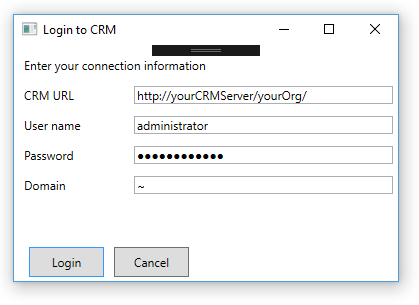 Login to CRM
Enter your connection information
CRM URL http://yourCRMServer/yourOrg/
User name administrator
Password ●●●●●●●●●●●●
Domain ~
Login Cancel